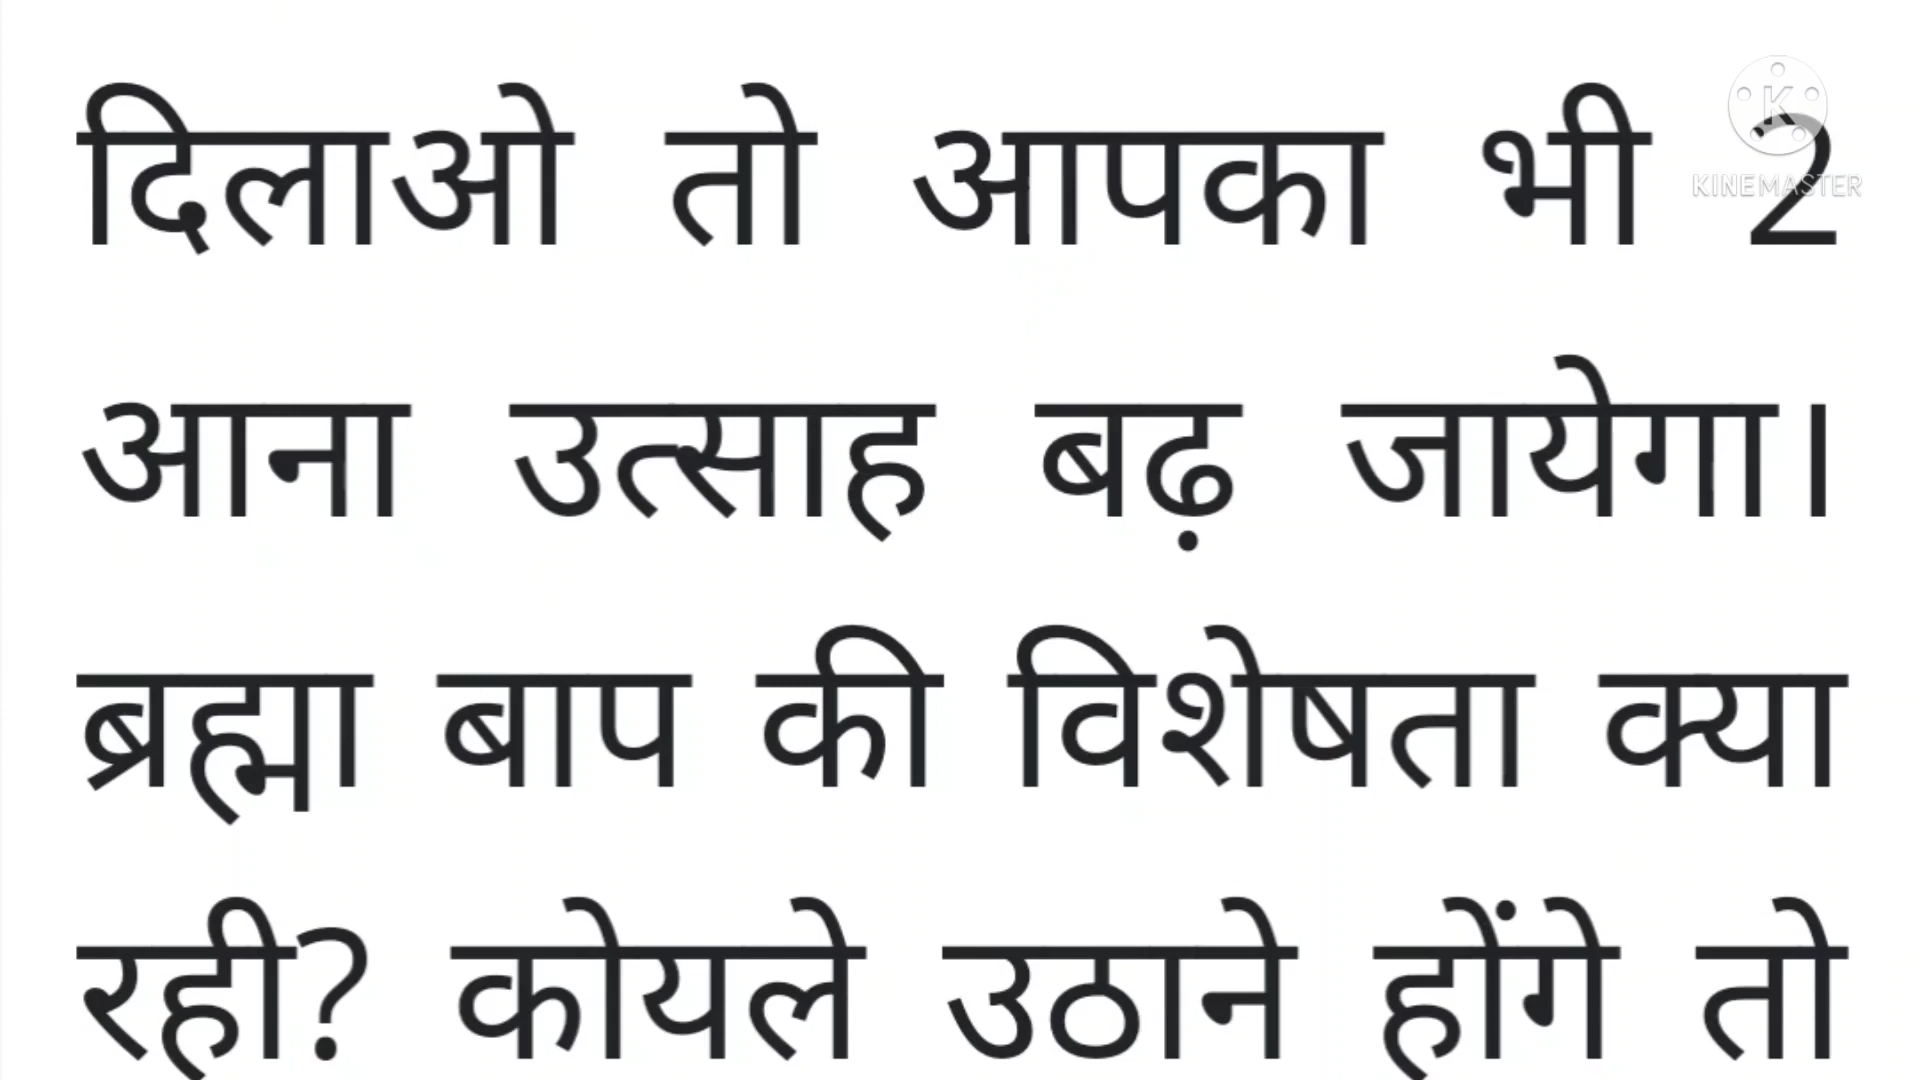 दिलाओ तो आपका भी 2
KINEMASTER
आना उत्साह बढ़ जायेगा।
ब्रह्मा बाप की विशेषता क्या
रही? कोयले उठाने होंगे तो